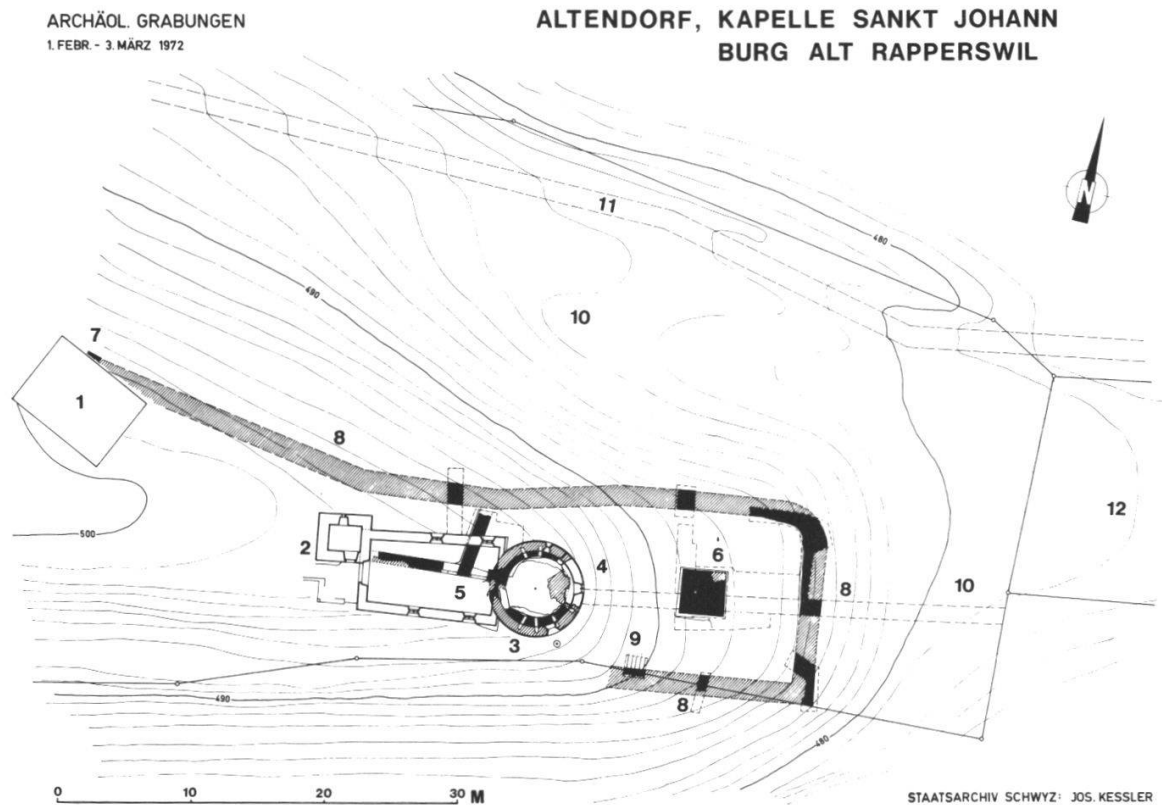 ARCHÄOL. GRABUNGEN
1. FEBR. - 3. MÄRZ 1972
ALTENDORF, KAPELLE SANKT JOHANN
BURG ALT RAPPERSWIL
N
480
11
490
10
7
1
8
12
500
2
6
4
5
8
10
3
9
490
8
480
0 10 20 30 M
STAATSARCHIV SCHWYZ: JOS. KESSLER